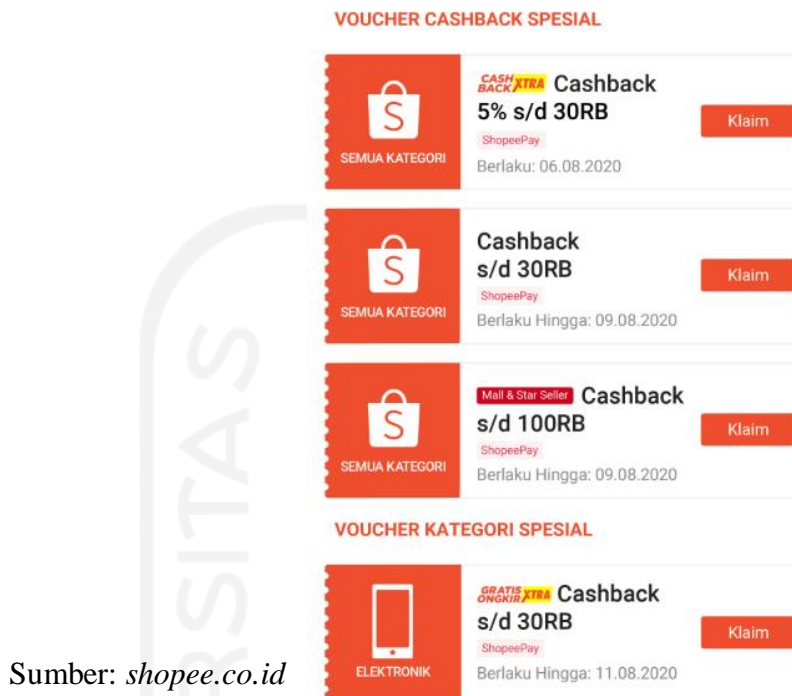 VOUCHER CASHBACK SPESIAL
SEMUA KATEGORI
CASH BACK XTRA Cashback
5% s/d 30RB
ShopeePay
Berlaku: 06.08.2020
Klaim
SEMUA KATEGORI
Cashback
s/d 30RB
ShopeePay
Berlaku Hingga: 09.08.2020
Klaim
SEMUA KATEGORI
Mall & Star Seller Cashback
s/d 100RB
ShopeePay
Berlaku Hingga: 09.08.2020
Klaim
VOUCHER KATEGORI SPESIAL
ELEKTRONIK
GRATIS ONGKIR XTRA Cashback
s/d 30RB
ShopeePay
Berlaku Hingga: 11.08.2020
Klaim
Sumber: shopee.co.id
RSITAS